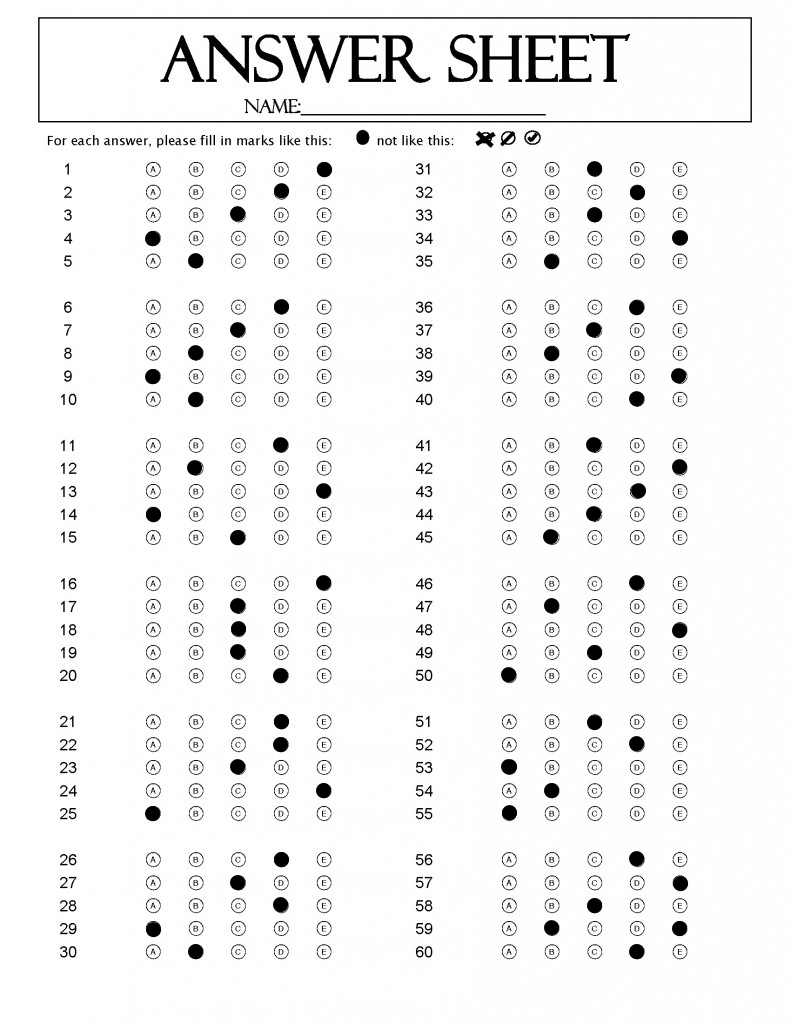 ANSWER SHEET
NAME:
For each answer, please fill in marks like this: not like this:
1 A B C D
2 A B C E
3 A B D E
4 B C D E
5 A C D E
6 A B C E
7 A B D E
8 A C D E
9 B C D E
10 A C D E
11 A B C E
12 A C D E
13 A B C D
14 B C D E
15 A B D E
16 A B C D
17 A B D E
18 A B D E
19 A B D E
20 A B C E
21 A B C E
22 A B C E
23 A B D E
24 A B C D
25 B C D E
26 A B C E
27 A B D E
28 A B C E
29 B C D E
30 A C D E
31 A B D E
32 A B C E
33 A B D E
34 A B C D
35 A C D E
36 A B C E
37 A B D E
38 A C D E
39 A B C D
40 A B C E
41 A B D E
42 A B C D
43 A B C E
44 A B D E
45 A C D E
46 A B C E
47 A C D E
48 A B C D
49 A B D E
50 B C D E
51 A B D E
52 A B C E
53 B C D E
54 A C D E
55 B C D E
56 A B C E
57 A B C D
58 A B D E
59 A C D
60 A B C E